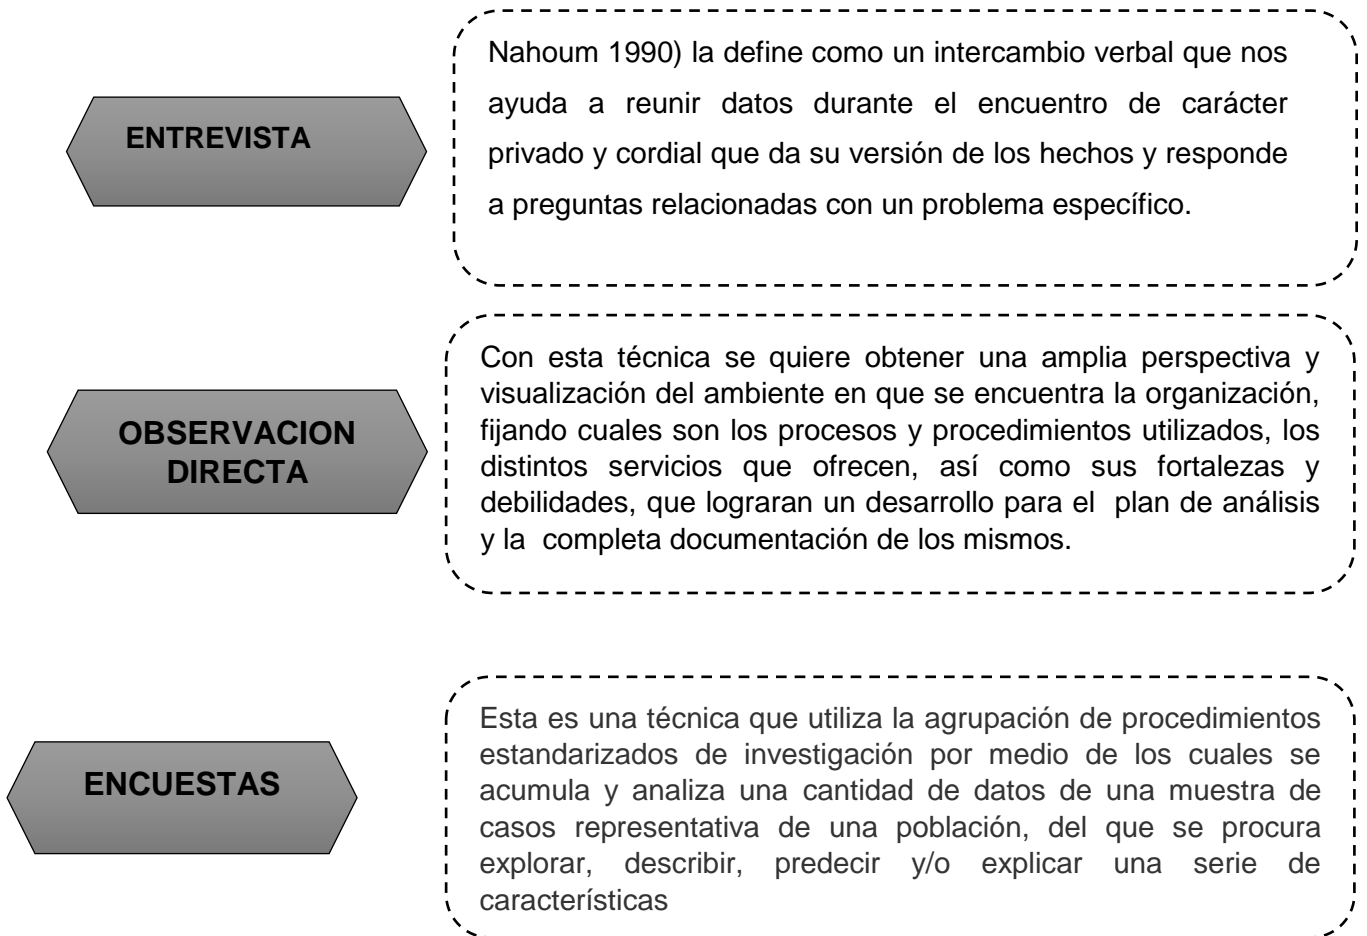 ENTREVISTA
Nahoum 1990) la define como un intercambio verbal que nos
ayuda a reunir datos durante el encuentro de carácter
privado y cordial que da su versión de los hechos y responde
a preguntas relacionadas con un problema específico.
OBSERVACION
DIRECTA
Con esta técnica se quiere obtener una amplia perspectiva y
visualización del ambiente en que se encuentra la organización,
fijando cuales son los procesos y procedimientos utilizados, los
distintos servicios que ofrecen, así como sus fortalezas y
debilidades, que lograran un desarrollo para el plan de análisis
y la completa documentación de los mismos.
ENCUESTAS
Esta es una técnica que utiliza la agrupación de procedimientos
estandarizados de investigación por medio de los cuales se
acumula y analiza una cantidad de datos de una muestra de
casos representativa de una población, del que se procura
explorar, describir, predecir y/o explicar una serie de
características